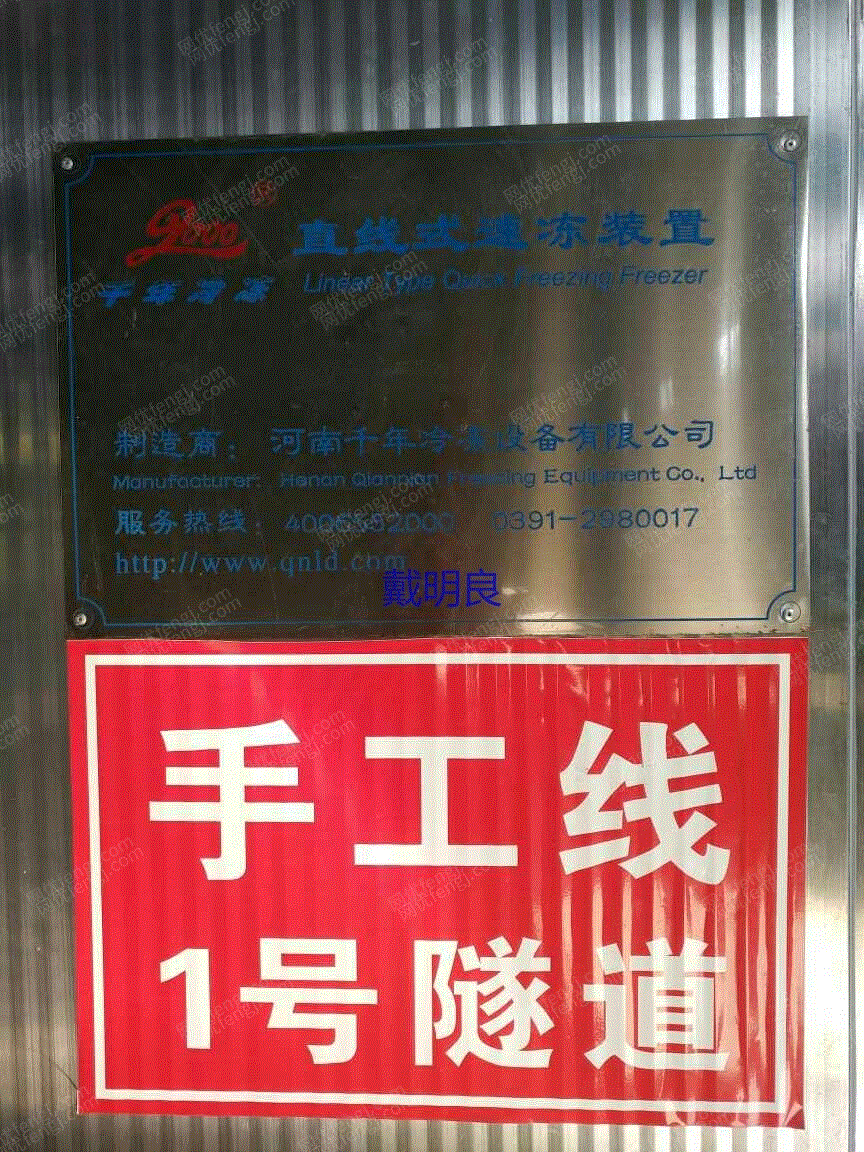 直线式速冻装置
Linear Type Quick Freezing Freezer
千年冷冻
制造商: 河南千年冷冻设备有限公司
Manufacturer: Henan Qiannian Freezing Equipment Co., Ltd
服务热线: 0391-2980017
http://www.qnld.com
戴明良
手工线
1号隧道